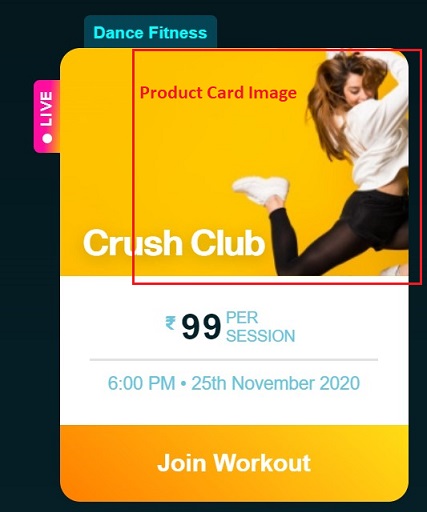 Dance Fitness
LIVE
Product Card Image
Crush Club
₹ 99 PER
SESSION
6:00 PM • 25th November 2020
Join Workout